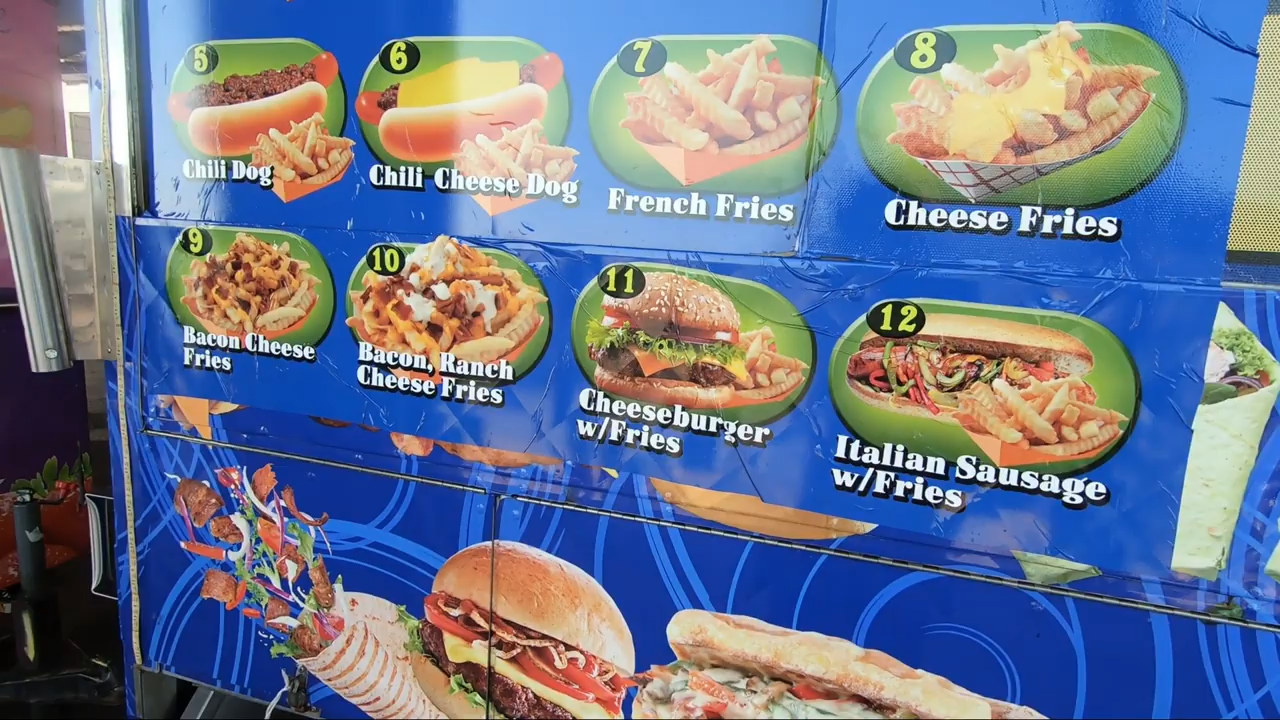 5
Chili Dog
6
Chili Cheese Dog
7
French Fries
8
Cheese Fries
9
Bacon Cheese
Fries
10
Bacon, Ranch
Cheese Fries
11
Cheeseburger
w/Fries
12
Italian Sausage
w/Fries